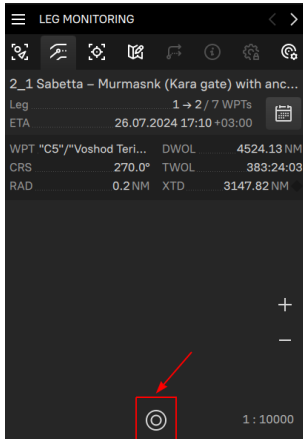 LEG MONITORING
2_1 Sabetta – Murmasnk (Kara gate) with anc...
Leg 1 → 2 / 7 WPTs
ETA 26.07.2024 17:10 +03:00
WPT "C5"/"Voshod Teri... DWOL 4524.13 NM
CRS 270.0° TWOL 383:24:03
RAD 0.2 NM XTD 3147.82 NM
+
−
1 : 10000